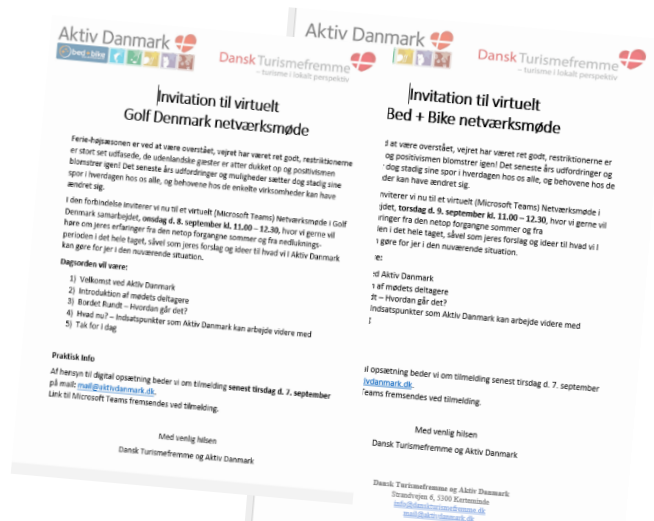 Aktiv Danmark
bed+bike
Dansk Turismefremme
– turisme i lokalt perspektiv
Invitation til virtuelt
Golf Denmark netværksmøde
Ferie-højsæsonen er ved at være overstået, vejret har været ret godt, restriktionerne
er stort set udfasede, de udenlandske gæster er atter dukket op og positivismen
blomstrer igen! Det seneste års udfordringer og muligheder sætter dog stadig sine
spor i hverdagen hos os alle, og behovene hos de enkelte virksomheder kan have
ændret sig.
I den forbindelse inviterer vi nu til et virtuelt (Microsoft Teams) Netværksmøde i Golf
Denmark samarbejdet, onsdag d. 8. september kl. 11.00 – 12.30, hvor vi gerne vil
høre om jeres erfaringer fra den netop forgangne sommer og fra nedluknings-
perioden i det hele taget, såvel som jeres forslag og ideer til hvad vi I Aktiv Danmark
kan gøre for jer i den nuværende situation.
Dagsorden vil være:
1) Velkomst ved Aktiv Danmark
2) Introduktion af mødets deltagere
3) Bordet Rundt – Hvordan går det?
4) Hvad nu? – Indsatspunkter som Aktiv Danmark kan arbejde videre med
5) Tak for i dag
Praktisk Info
Af hensyn til digital opsætning beder vi om tilmelding senest tirsdag d. 7. september
på mail: mail@aktivdanmark.dk.
Link til Microsoft Teams fremsendes ved tilmelding.
Med venlig hilsen
Dansk Turismefremme og Aktiv Danmark
Aktiv Danmark
Dansk Turismefremme
– turisme i lokalt perspektiv
Invitation til virtuelt
Bed + Bike netværksmøde
at være overstået, vejret har været ret godt, restriktionerne er
og positivismen blomstrer igen! Det seneste års udfordringer og
dog stadig sine spor i hverdagen hos os alle, og behovene hos de
der kan have ændret sig.
nviterer vi nu til et virtuelt (Microsoft Teams) Netværksmøde i
jdet, torsdag d. 9. september kl. 11.00 – 12.30, hvor vi gerne vil
ringer fra den netop forgangne sommer og fra
len i det hele taget, såvel som jeres forslag og ideer til hvad vi I
gøre for jer i den nuværende situation.
re:
ed Aktiv Danmark
af mødets deltagere
dt – Hvordan går det?
Indsatspunkter som Aktiv Danmark kan arbejde videre med
al opsætning beder vi om tilmelding senest tirsdag d. 7. september
ivdanmark.dk.
Teams fremsendes ved tilmelding.
Med venlig hilsen
Dansk Turismefremme og Aktiv Danmark
Dansk Turismefremme og Aktiv Danmark
Strandvejen 6, 5300 Kerteminde
info@danskturismefremme.dk
mail@aktivdanmark.dk